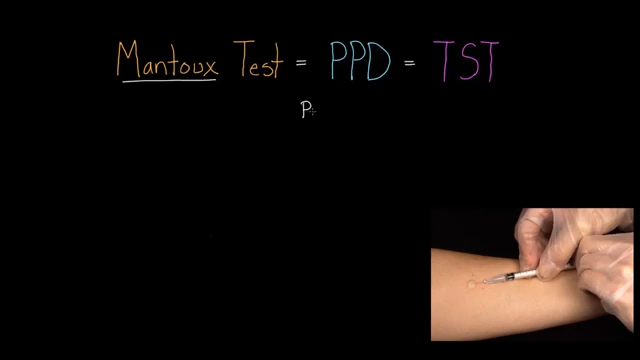 Mantoux Test = PPD = TST
P